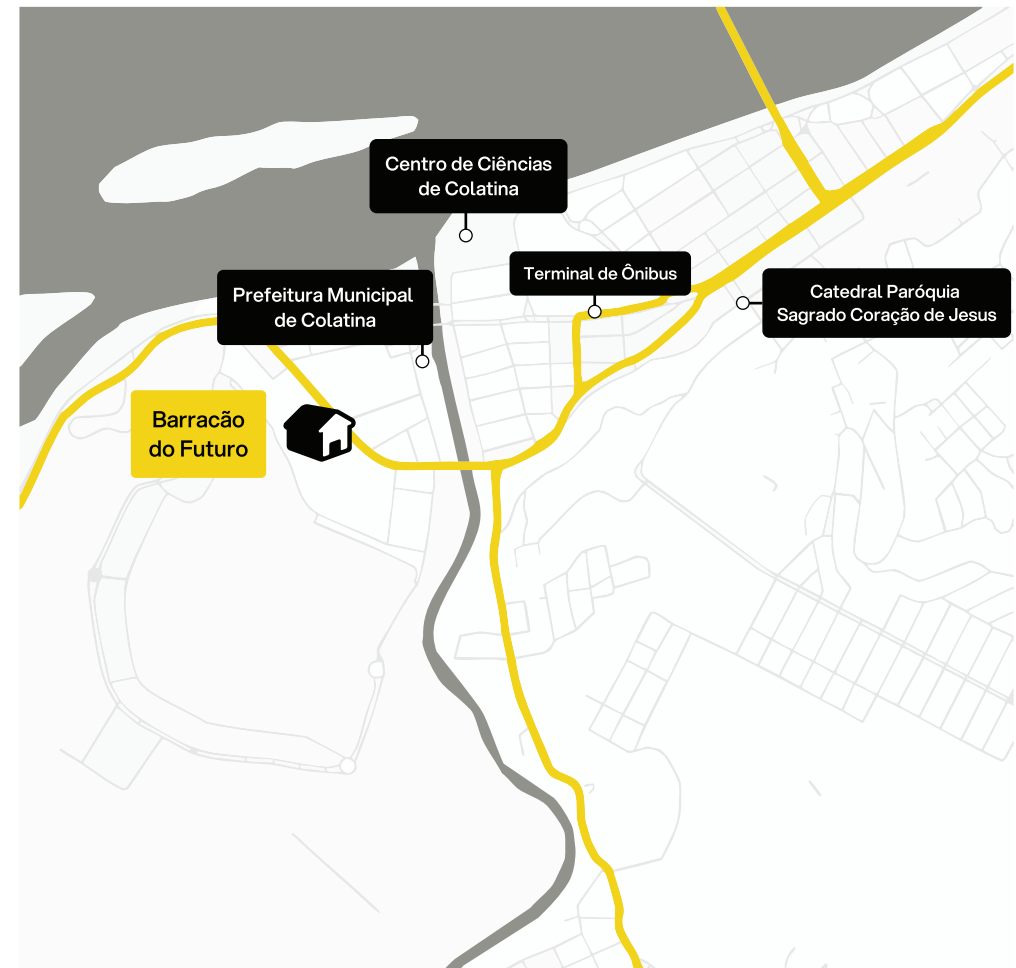 Centro de Ciências
de Colatina
Terminal de Ônibus
Prefeitura Municipal
de Colatina
Catedral Paróquia
Sagrado Coração de Jesus
Barracão
do Futuro